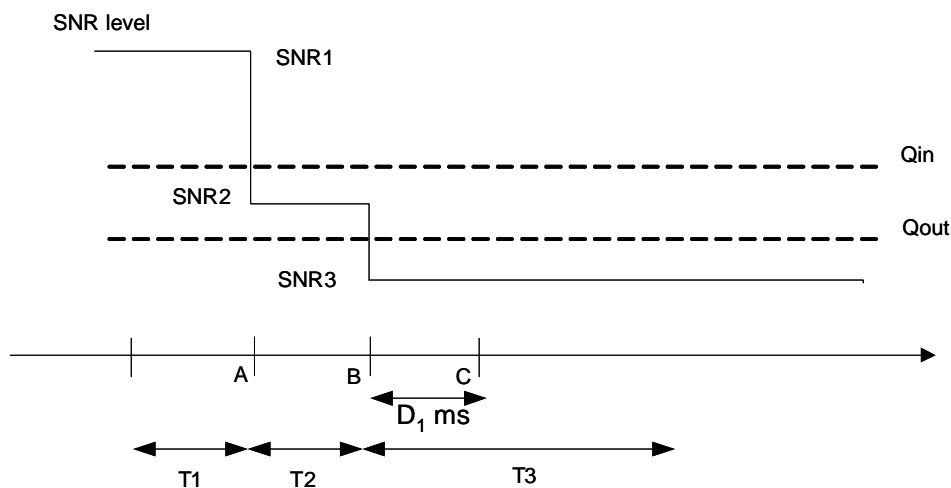 SNR level
SNR1
Qin
SNR2
Qout
SNR3
A
B
C
D₁ ms
T1
T2
T3